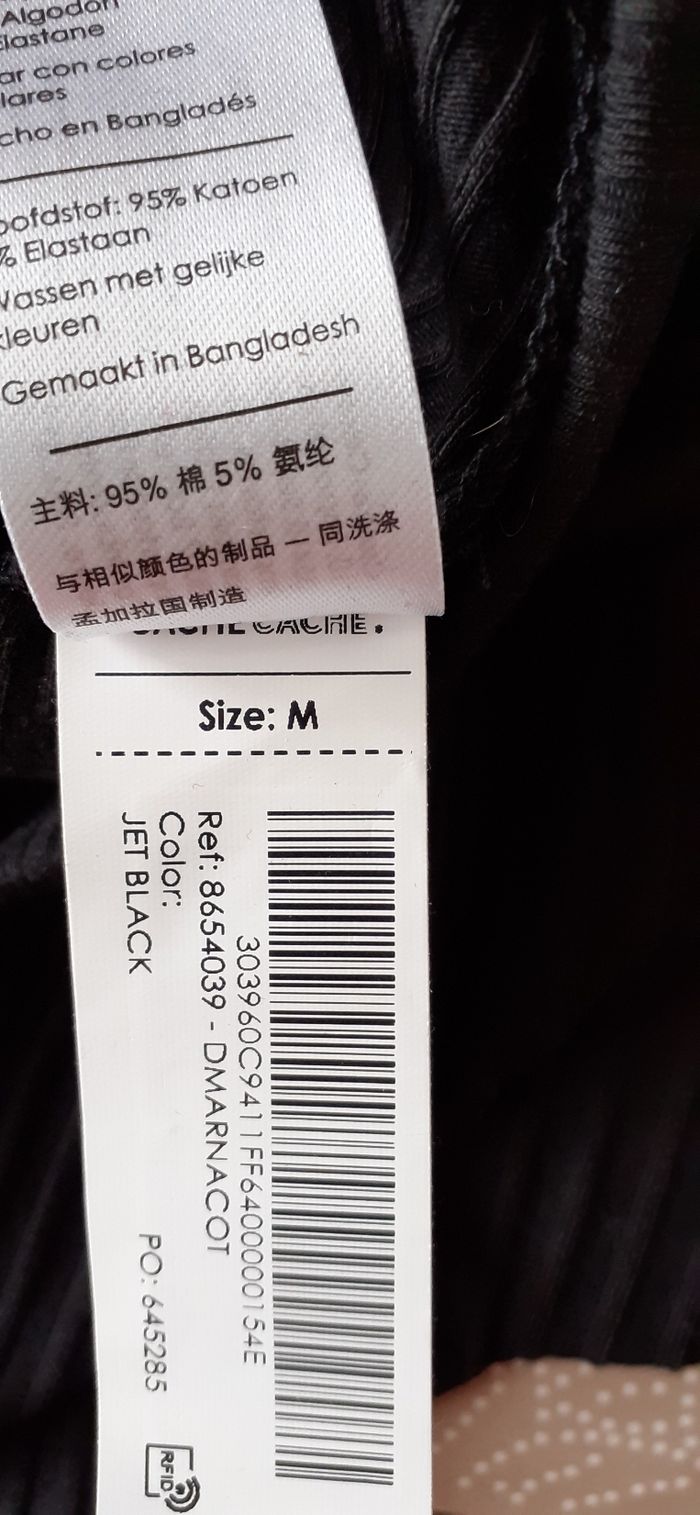 Algodón
Elastane
ar con colores
lares
cho en Bangladés
oofdstof: 95% Katoen
% Elastaan
Wassen met gelijke
kleuren
Gemaakt in Bangladesh
主料: 95% 棉 5% 氨纶
与相似颜色的制品 一 同洗涤
孟加拉国制造
CACHE CACHE.
Size: M
303960C9411FF6400000154E
Ref: 8654039 - DMARNACOT
Color:
JET BLACK
PO: 645285
RFID